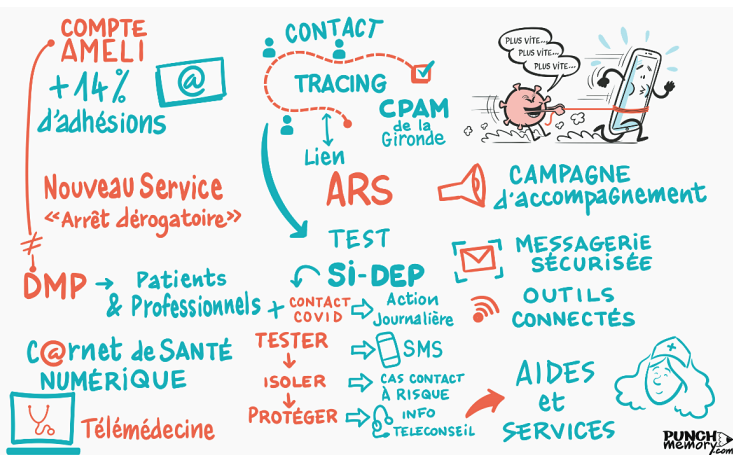 COMPTE
AMELI
+14%
d'adhésions
@
Nouveau Service
«Arrêt dérogatoire»
DMP → Patients
& Professionnels
C@rnet de SANTÉ
NUMÉRIQUE
Télémédecine
CONTACT
TRACING
CPAM
de la
Gironde
Lien
ARS
TEST
Si-DEP
+ CONTACT
COVID
Action
Journalière
TESTER
SMS
ISOLER
CAS CONTACT
À RISQUE
PROTÉGER
INFO
TELECONSEIL
PLUS VITE...
PLUS VITE...
PLUS VITE...
CAMPAGNE
d'accompagnement
MESSAGERIE
SÉCURISÉE
OUTILS
CONNECTÉS
AIDES
et
SERVICES
PUNCH
memory.com